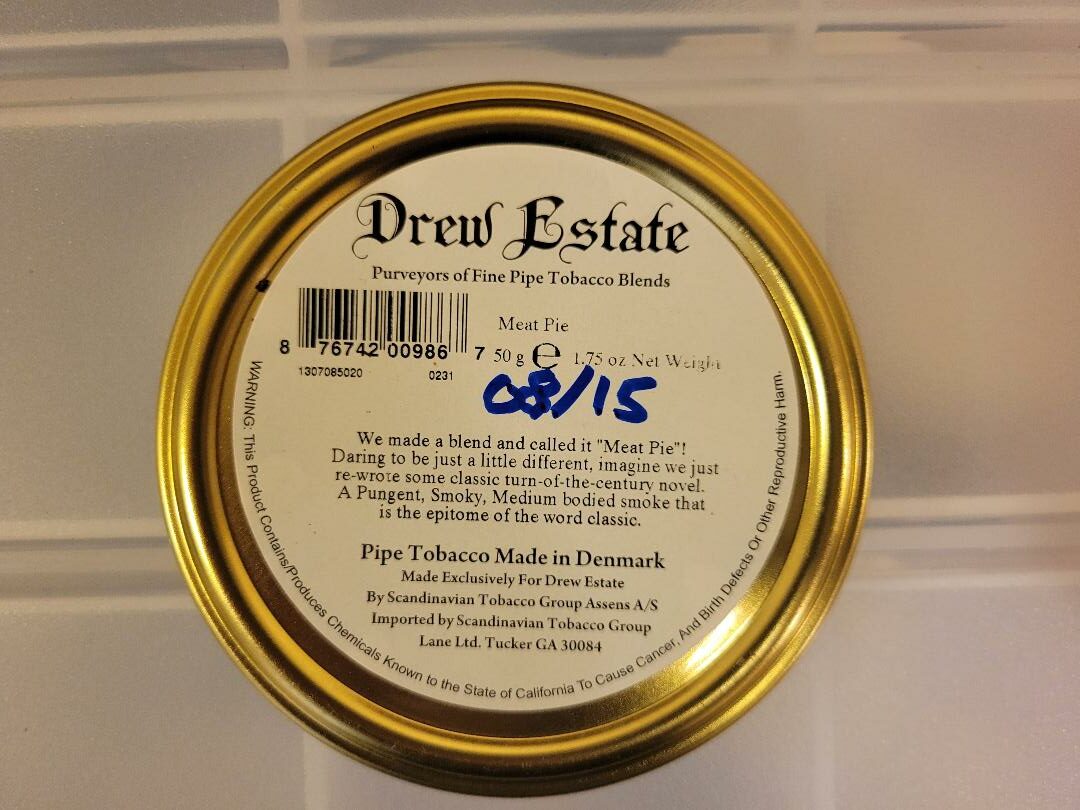 Drew Estate
Purveyors of Fine Pipe Tobacco Blends
Meat Pie
8 76742 00986 7
50 g e 1.75 oz Net Weight
1307085020 0231
08/15
We made a blend and called it "Meat Pie"!
Daring to be just a little different, imagine we just
re-wrote some classic turn-of-the-century novel.
A Pungent, Smoky, Medium bodied smoke that
is the epitome of the word classic.
Pipe Tobacco Made in Denmark
Made Exclusively For Drew Estate
By Scandinavian Tobacco Group Assens A/S
Imported by Scandinavian Tobacco Group
Lane Ltd. Tucker GA 30084
WARNING: This Product Contains/Produces Chemicals Known to the State of California To Cause Cancer, And Birth Defects Or Other Reproductive Harm.